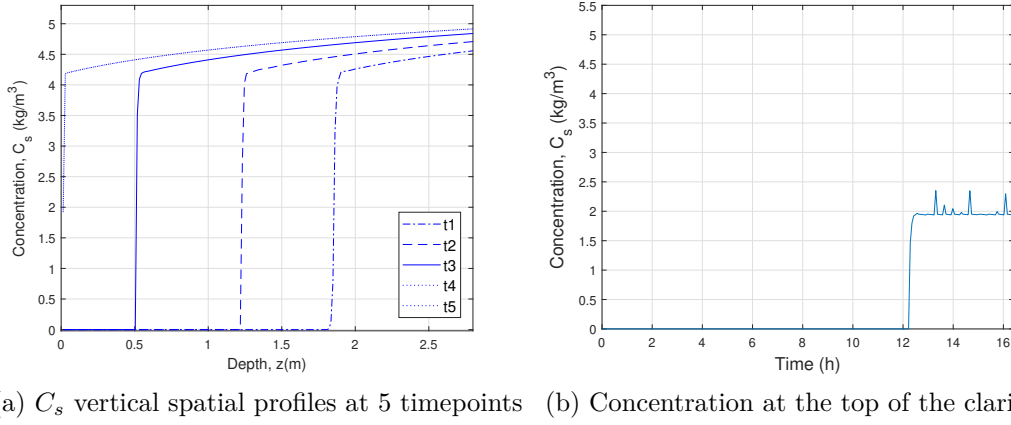 5
4.5
4
3.5
3
2.5
2
1.5
1
0.5
0
Concentration, C_s (kg/m^3)
0 0.5 1 1.5 2 2.5
Depth, z(m)
t1
t2
t3
t4
t5
5.5
5
4.5
4
3.5
3
2.5
2
1.5
1
0.5
0
Concentration, C_s (kg/m^3)
0 2 4 6 8 10 12 14 16
Time (h)
a) C_s vertical spatial profiles at 5 timepoints
(b) Concentration at the top of the clari